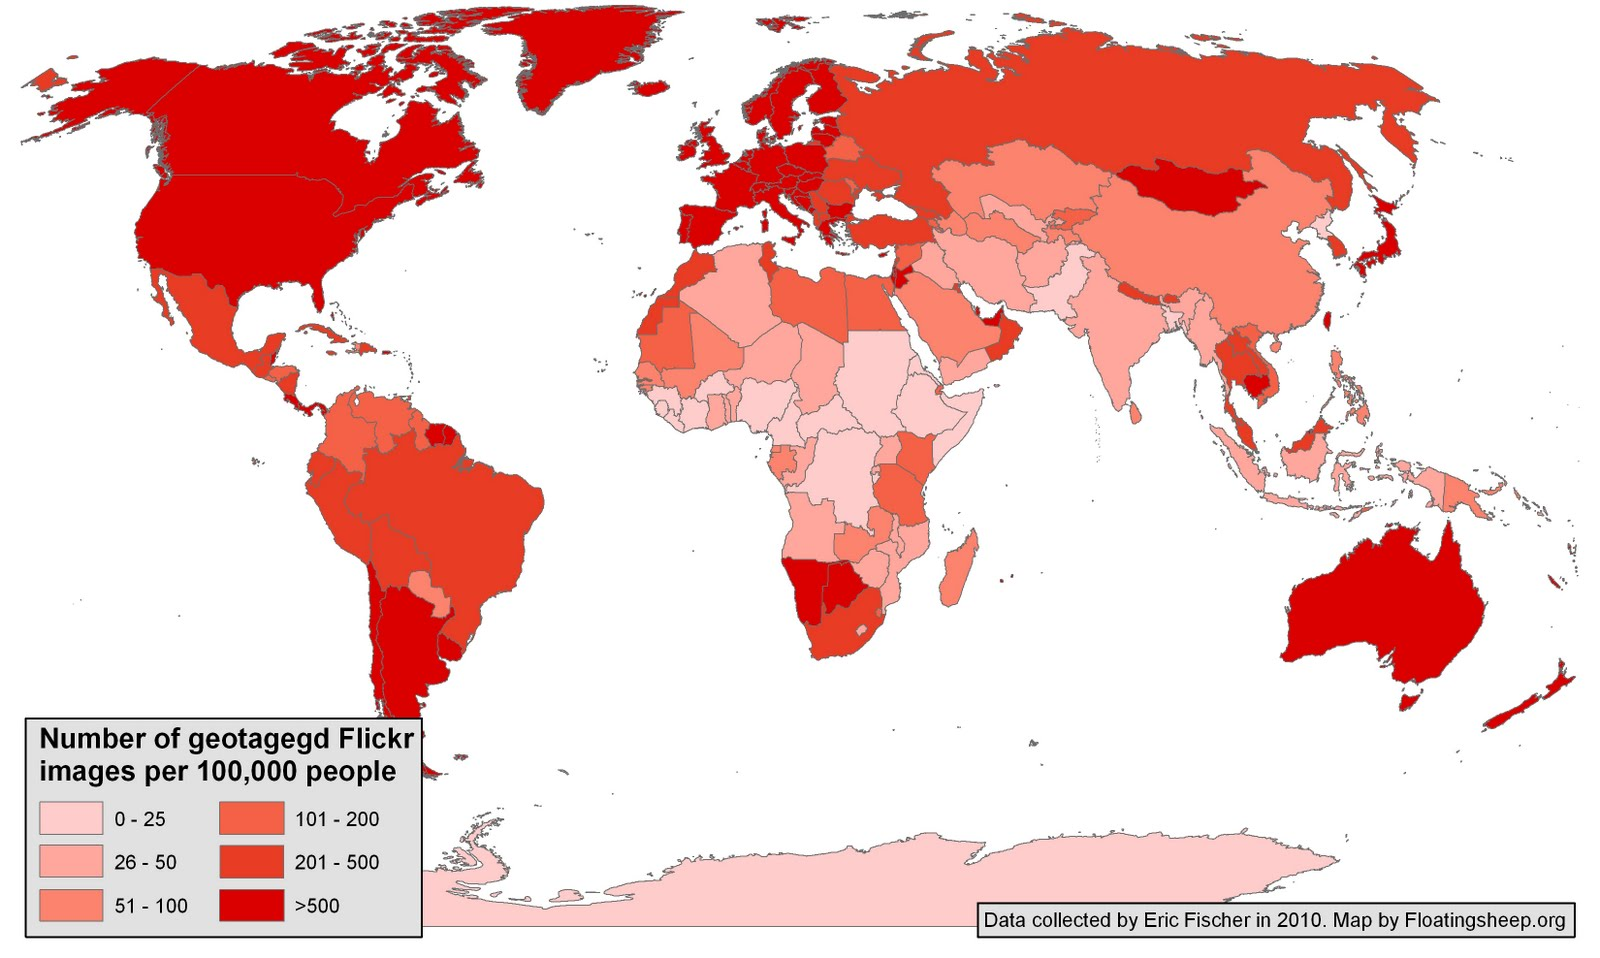 Number of geotagegd Flickr
images per 100,000 people
0 - 25
101 - 200
26 - 50
201 - 500
51 - 100
>500
Data collected by Eric Fischer in 2010. Map by Floatingsheep.org